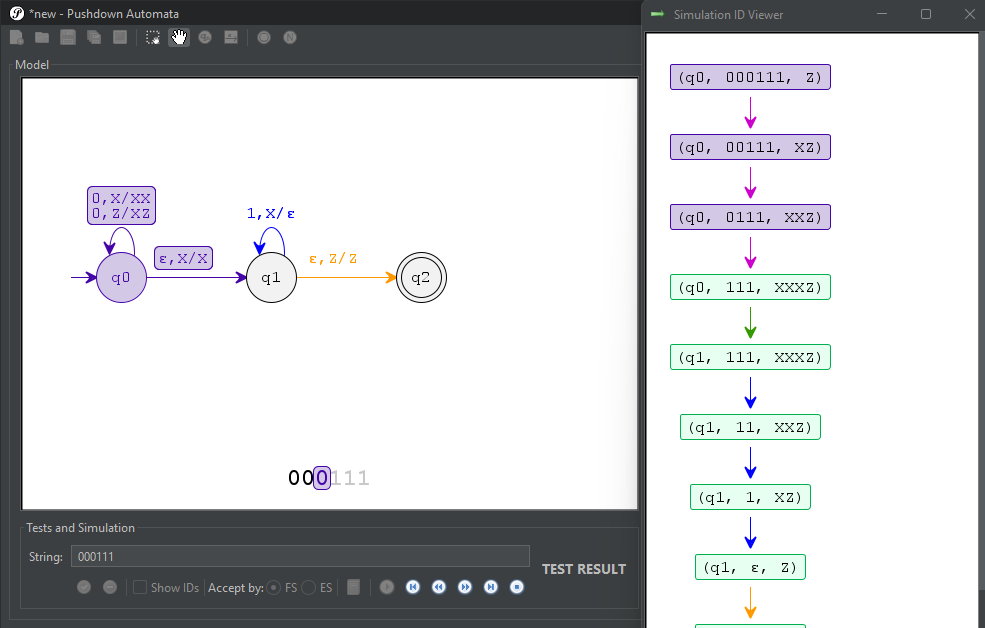 *new - Pushdown Automata
Model
0,X/XX
0,Z/XZ
1,X/ε
ε,X/X
ε,Z/Z
q0
q1
q2
000111
Tests and Simulation
String: 000111
Show IDs Accept by: FS ES
TEST RESULT
Simulation ID Viewer
(q0, 000111, Z)
(q0, 00111, XZ)
(q0, 0111, XXZ)
(q0, 111, XXXZ)
(q1, 111, XXXZ)
(q1, 11, XXZ)
(q1, 1, XZ)
(q1, ε, Z)